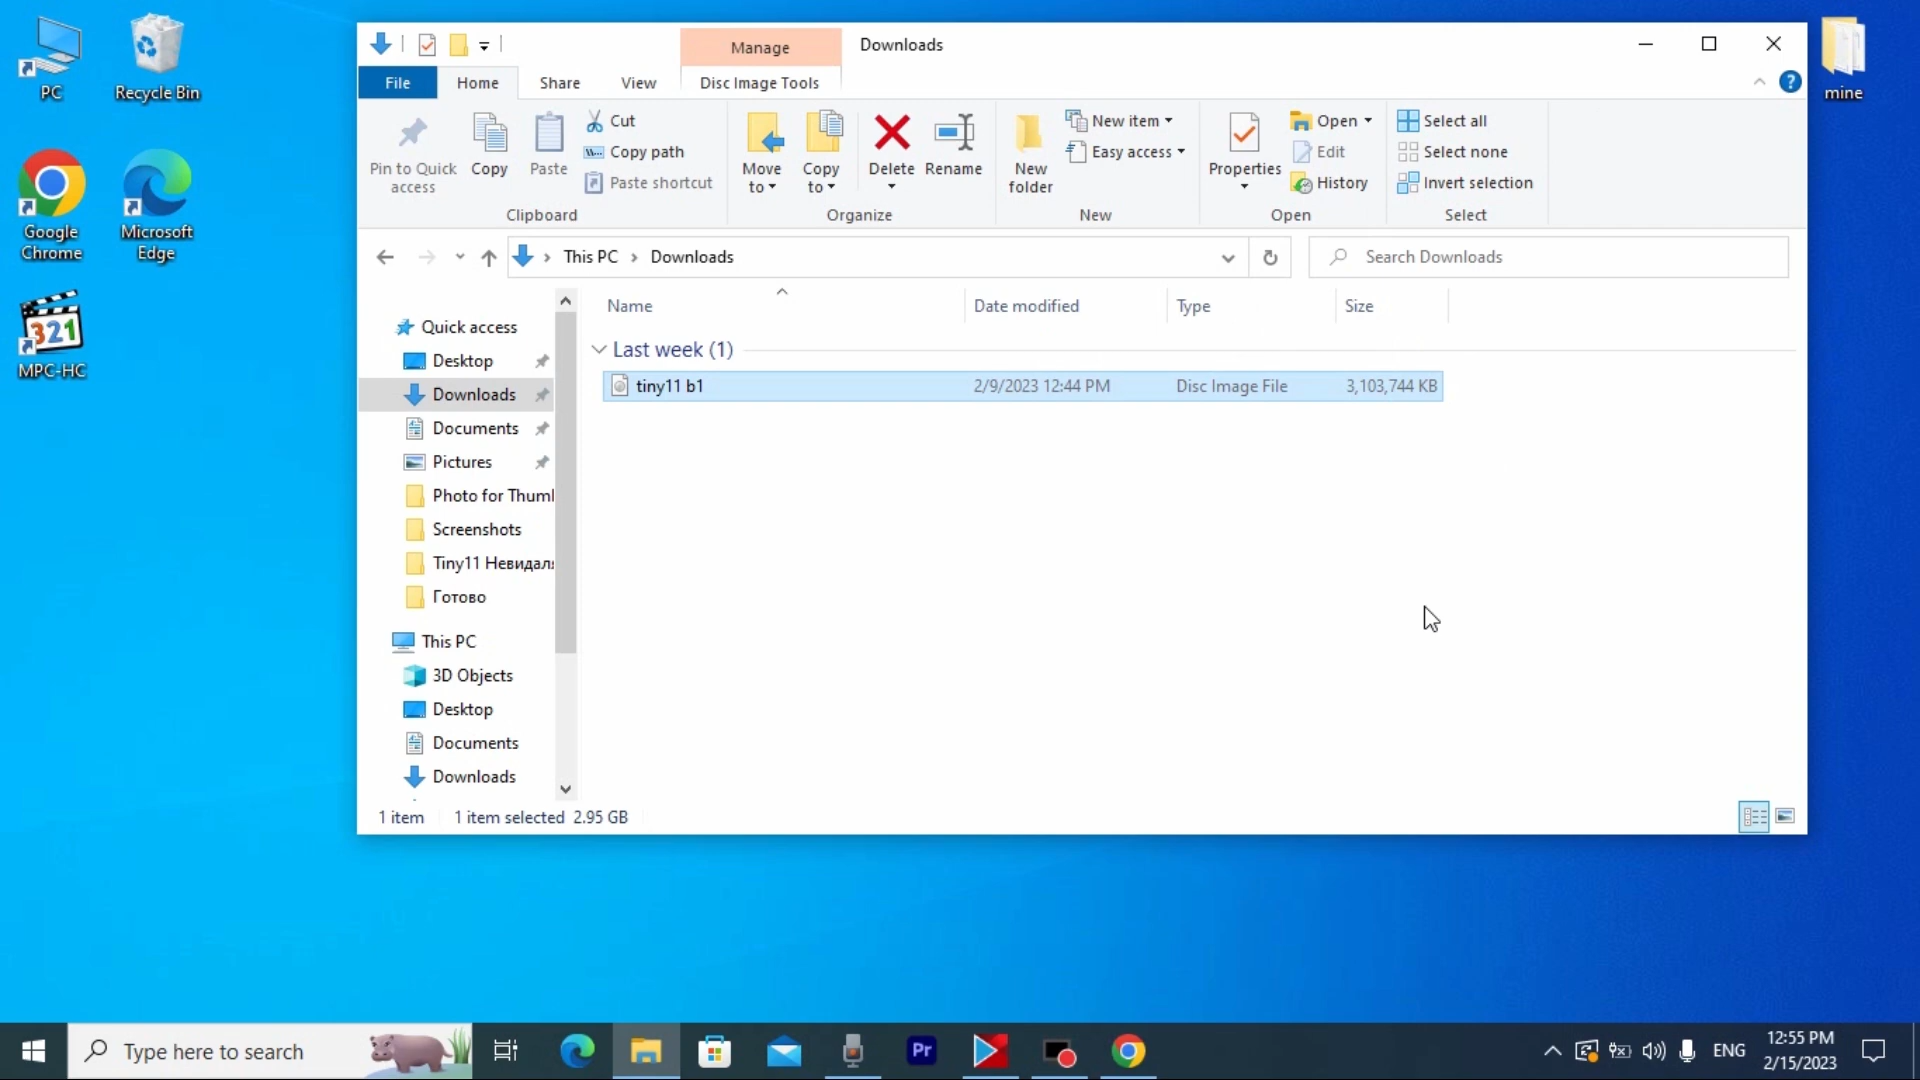 PC
Recycle Bin
Google
Chrome
Microsoft
Edge
321
MPC-HC
mine
Manage
Downloads
File
Home
Share
View
Disc Image Tools
Pin to Quick
access
Copy
Paste
Cut
Copy path
Paste shortcut
Clipboard
Move
to
Copy
to
Delete
Rename
Organize
New
folder
New item
Easy access
New
Properties
Open
Edit
History
Open
Select all
Select none
Invert selection
Select
This PC
Downloads
Search Downloads
Name
Date modified
Type
Size
Quick access
Desktop
Downloads
Documents
Pictures
Photo for Thuml
Screenshots
Tiny11 Невидал
Готово
This PC
3D Objects
Desktop
Documents
Downloads
Last week (1)
tiny11 b1 2/9/2023 12:44 PM Disc Image File 3,103,744 KB
1 item 1 item selected 2.95 GB
Type here to search
Pr
ENG
12:55 PM
2/15/2023